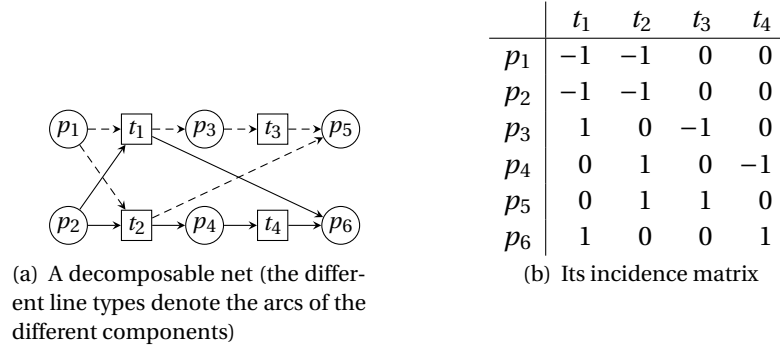 p1 t1 p3 t3 p5
p2 t2 p4 t4 p6
(a) A decomposable net (the differ-
ent line types denote the arcs of the
different components)
t1 t2 t3 t4
p1 −1 −1 0 0
p2 −1 −1 0 0
p3 1 0 −1 0
p4 0 1 0 −1
p5 0 1 1 0
p6 1 0 0 1
(b) Its incidence matrix